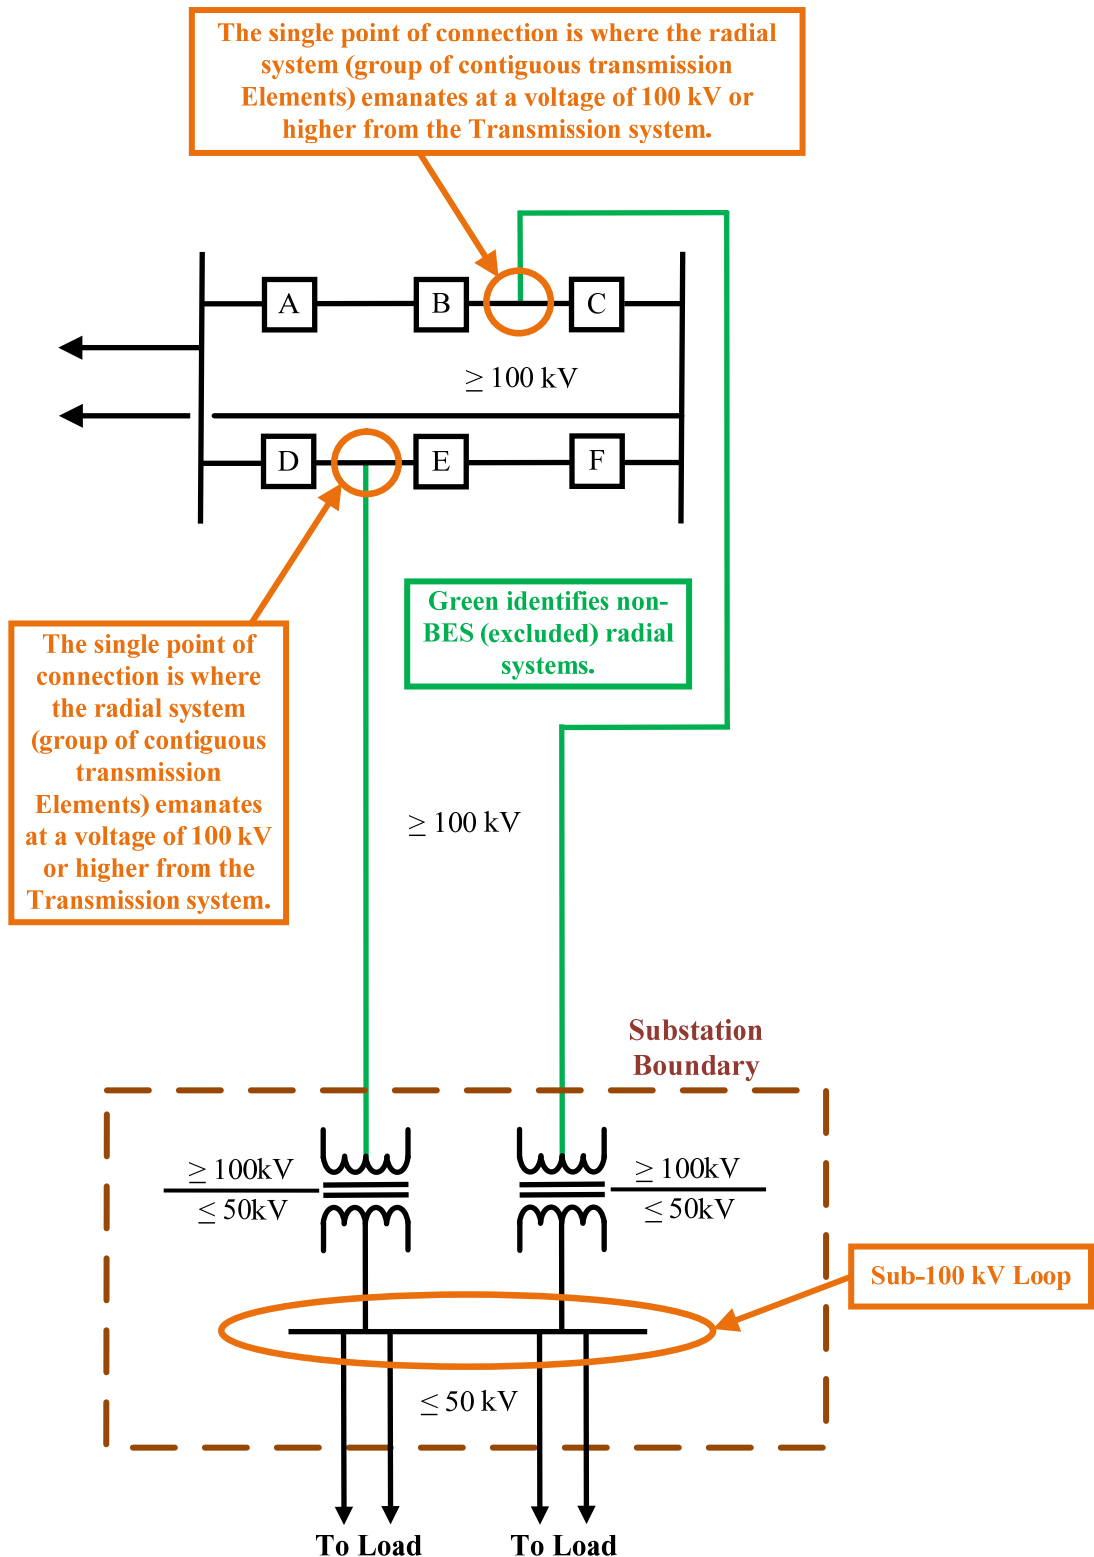 The single point of connection is where the radial
system (group of contiguous transmission
Elements) emanates at a voltage of 100 kV or
higher from the Transmission system.
A
B
C
≥ 100 kV
D
E
F
Green identifies non-
BES (excluded) radial
systems.
The single point of
connection is where
the radial system
(group of contiguous
transmission
Elements) emanates
at a voltage of 100 kV
or higher from the
Transmission system.
≥ 100 kV
Substation
Boundary
≥ 100kV
≤ 50kV
≥ 100kV
≤ 50kV
Sub-100 kV Loop
≤ 50 kV
To Load
To Load